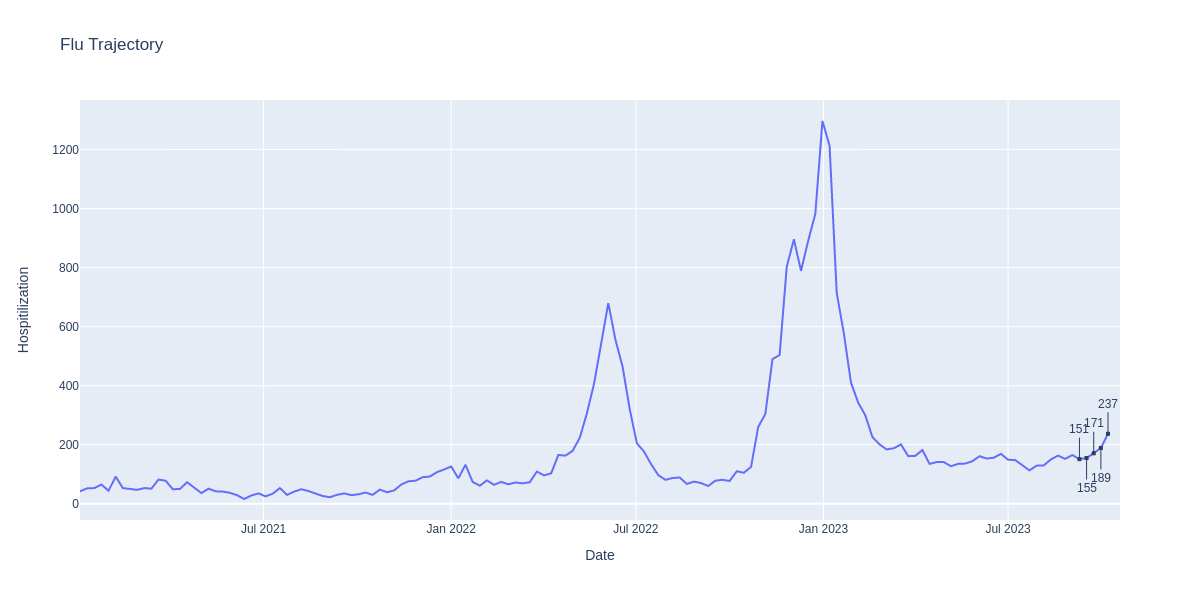 Flu Trajectory
Hospitilization
1200
1000
800
600
400
200
0
237
171
151
189
155
Jul 2021
Jan 2022
Jul 2022
Jan 2023
Jul 2023
Date